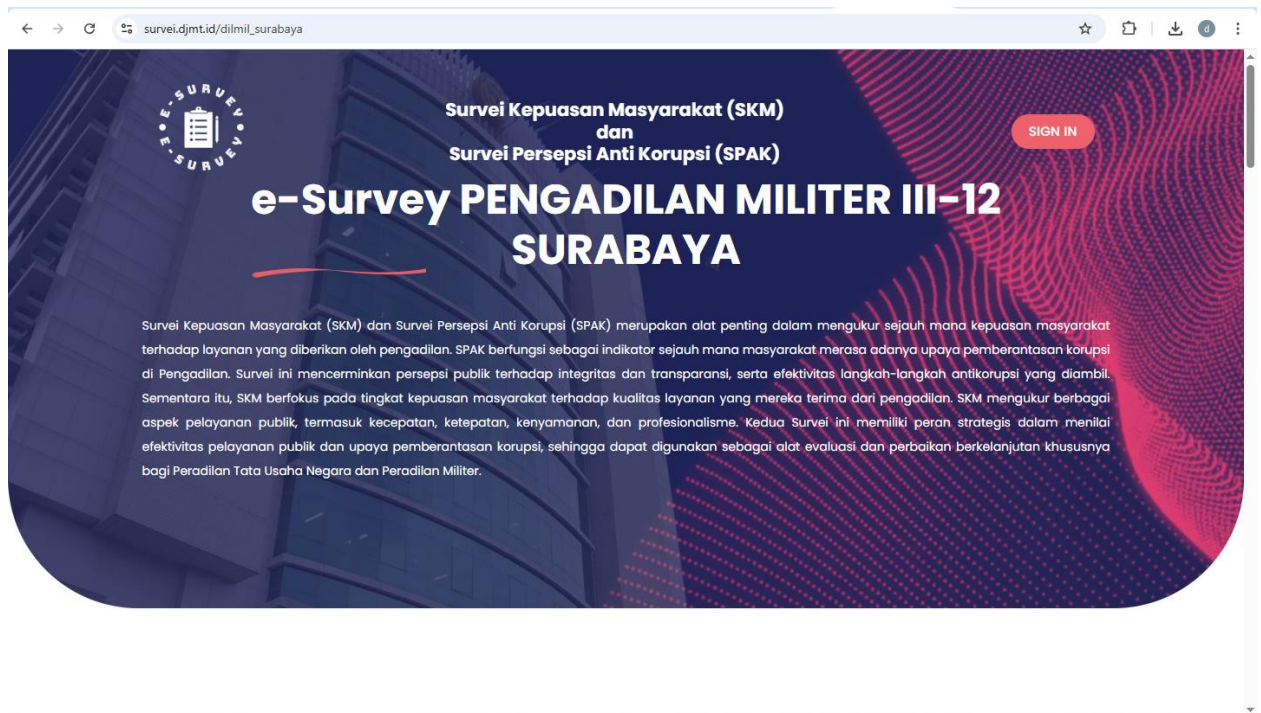 survei.djmt.id/dilmil_surabaya
d
E-SURVEY
E-SURVEY
Survei Kepuasan Masyarakat (SKM)
dan
Survei Persepsi Anti Korupsi (SPAK)
SIGN IN
e-Survey PENGADILAN MILITER III-12
SURABAYA
Survei Kepuasan Masyarakat (SKM) dan Survei Persepsi Anti Korupsi (SPAK) merupakan alat penting dalam mengukur sejauh mana kepuasan masyarakat
terhadap layanan yang diberikan oleh pengadilan. SPAK berfungsi sebagai indikator sejauh mana masyarakat merasa adanya upaya pemberantasan korupsi
di Pengadilan. Survei ini mencerminkan persepsi publik terhadap integritas dan transparansi, serta efektivitas langkah-langkah antikorupsi yang diambil.
Sementara itu, SKM berfokus pada tingkat kepuasan masyarakat terhadap kualitas layanan yang mereka terima dari pengadilan. SKM mengukur berbagai
aspek pelayanan publik, termasuk kecepatan, ketepatan, kenyamanan, dan profesionalisme. Kedua Survei ini memiliki peran strategis dalam menilai
efektivitas pelayanan publik dan upaya pemberantasan korupsi, sehingga dapat digunakan sebagai alat evaluasi dan perbaikan berkelanjutan khususnya
bagi Peradilan Tata Usaha Negara dan Peradilan Militer.